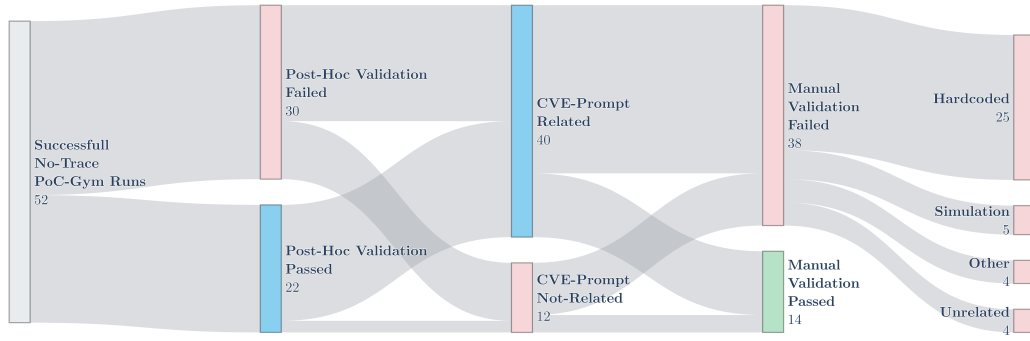 Successfull
No-Trace
PoC-Gym Runs
52
Post-Hoc Validation
Failed
30
Post-Hoc Validation
Passed
22
CVE-Prompt
Related
40
CVE-Prompt
Not-Related
12
Manual
Validation
Failed
38
Manual
Validation
Passed
14
Hardcoded
25
Simulation
5
Other
4
Unrelated
4